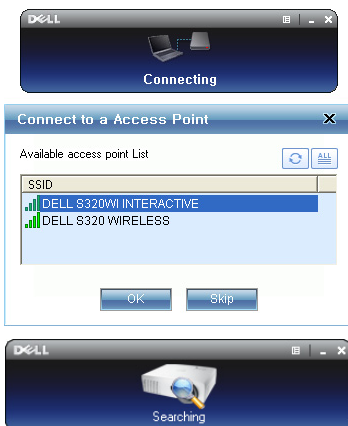 DELL
Connecting
Connect to a Access Point
Available access point List
ALL
SSID
DELL S320WI INTERACTIVE
DELL S320 WIRELESS
OK
Skip
DELL
Searching